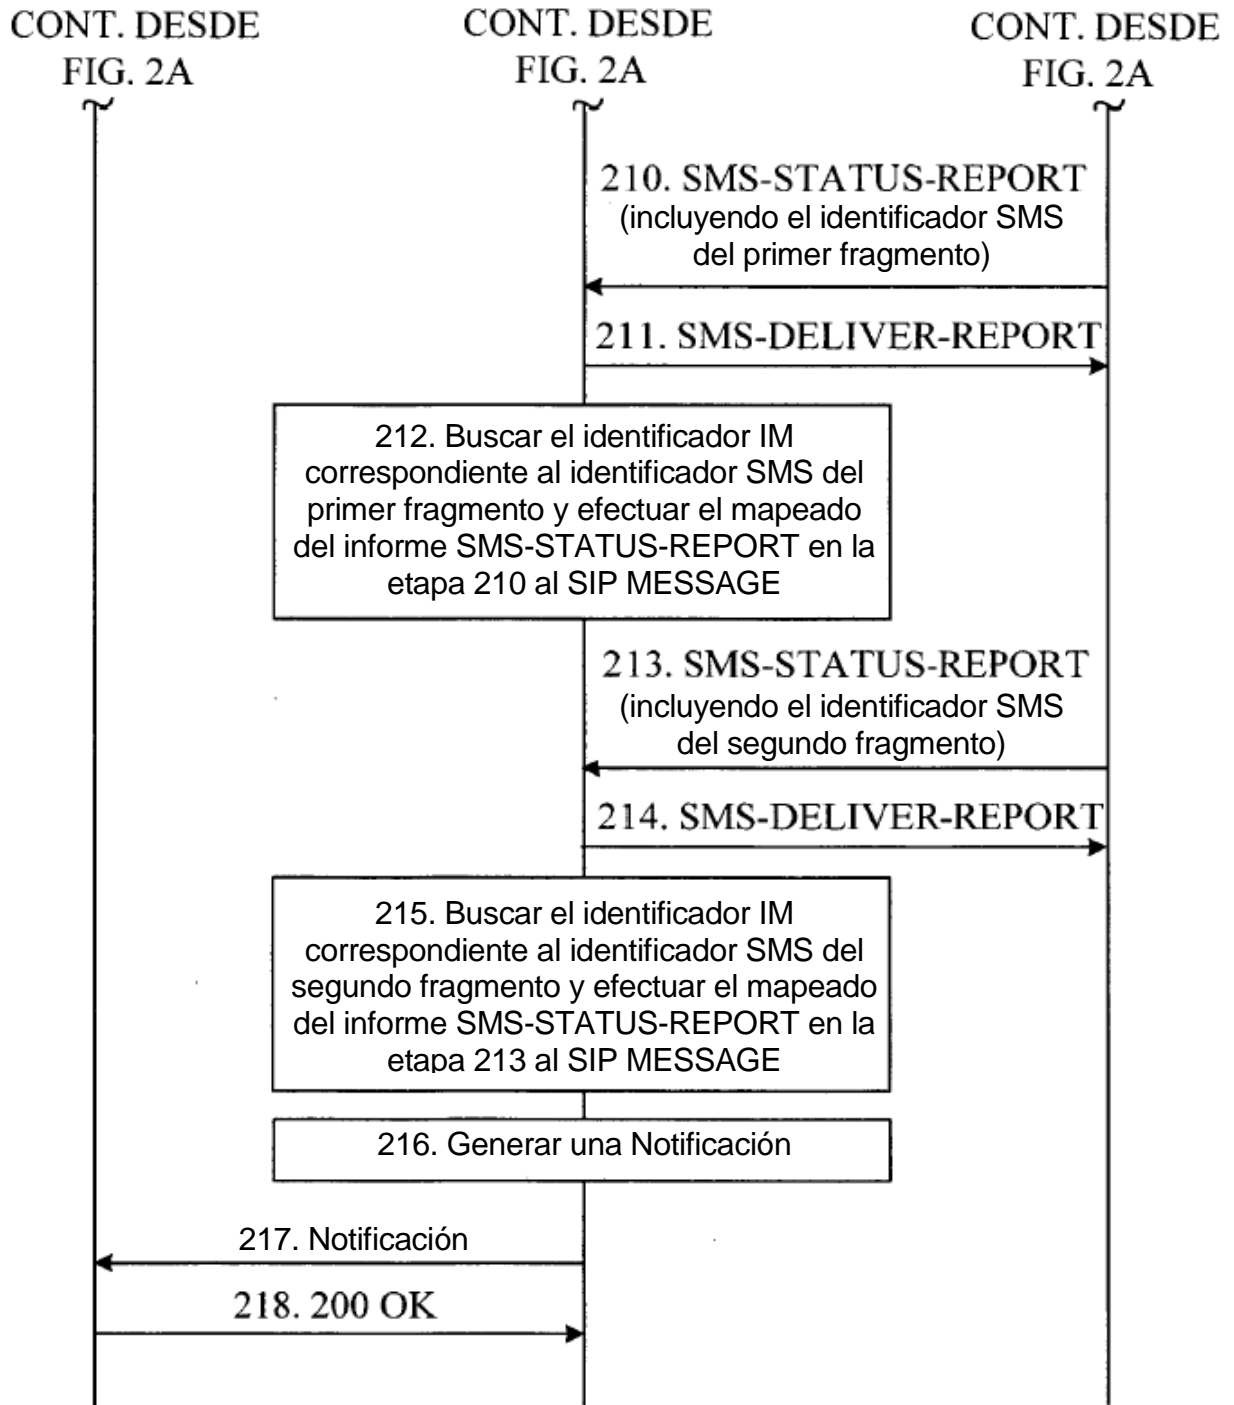 CONT. DESDE
FIG. 2A
CONT. DESDE
FIG. 2A
CONT. DESDE
FIG. 2A
210. SMS-STATUS-REPORT
(incluyendo el identificador SMS
del primer fragmento)
211. SMS-DELIVER-REPORT
212. Buscar el identificador IM
correspondiente al identificador SMS del
primer fragmento y efectuar el mapeado
del informe SMS-STATUS-REPORT en la
etapa 210 al SIP MESSAGE
213. SMS-STATUS-REPORT
(incluyendo el identificador SMS
del segundo fragmento)
214. SMS-DELIVER-REPORT
215. Buscar el identificador IM
correspondiente al identificador SMS del
segundo fragmento y efectuar el mapeado
del informe SMS-STATUS-REPORT en la
etapa 213 al SIP MESSAGE
216. Generar una Notificación
217. Notificación
218. 200 OK